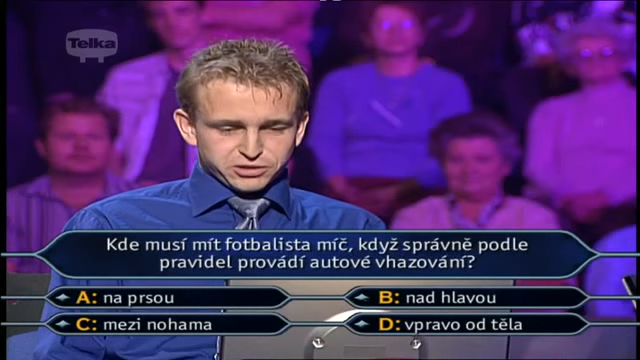 Telka
Kde musí mít fotbalista míč, když správně podle
pravidel provádí autové vhazování?
A: na prsou
B: nad hlavou
C: mezi nohama
D: vpravo od těla